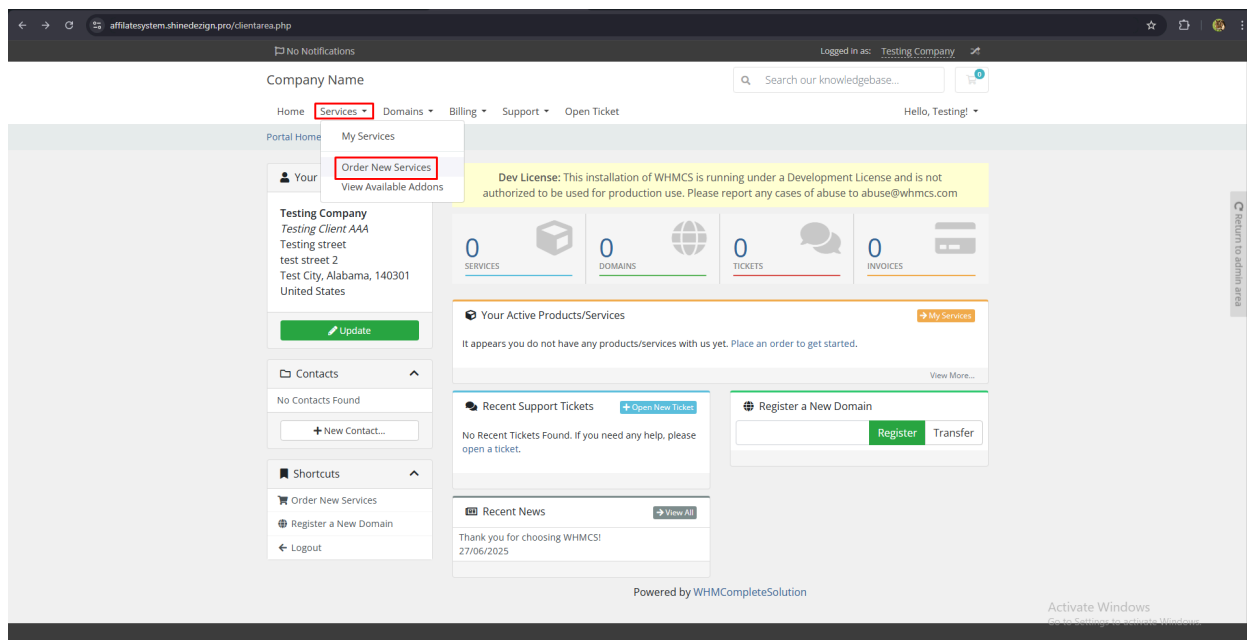 affilatesystem.shinedezign.pro/clientarea.php
No Notifications
Logged in as: Testing Company
Company Name
Search our knowledgebase...
0
Home Services Domains Billing Support Open Ticket
Hello, Testing!
Portal Home
My Services
Order New Services
View Available Addons
Your
Dev License: This installation of WHMCS is running under a Development License and is not
authorized to be used for production use. Please report any cases of abuse to abuse@whmcs.com
Testing Company
Testing Client AAA
Testing street
test street 2
Test City, Alabama, 140301
United States
Update
0
SERVICES
0
DOMAINS
0
TICKETS
0
INVOICES
Return to admin area
Your Active Products/Services
My Services
It appears you do not have any products/services with us yet. Place an order to get started.
View More...
Contacts
No Contacts Found
New Contact...
Recent Support Tickets
Open New Ticket
No Recent Tickets Found. If you need any help, please
open a ticket.
Register a New Domain
Register Transfer
Shortcuts
Order New Services
Register a New Domain
Logout
Recent News
View All
Thank you for choosing WHMCS!
27/06/2025
Powered by WHMCompleteSolution
Activate Windows
Go to Settings to activate Windows.